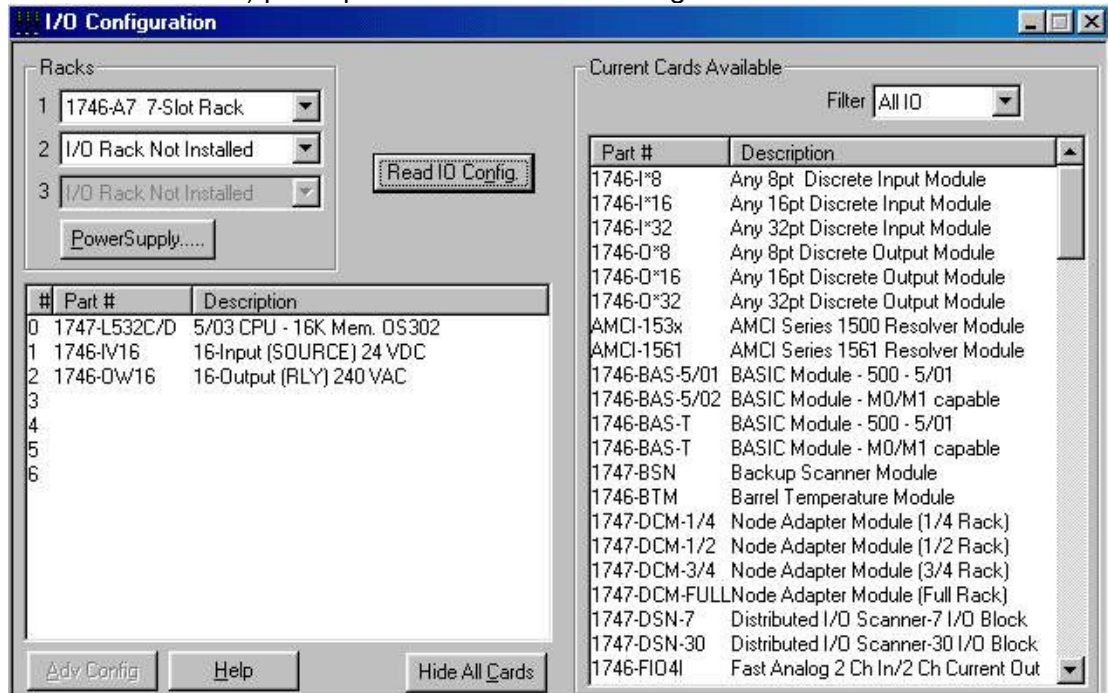 I/O Configuration
Racks
1 1746-A7 7-Slot Rack
2 I/O Rack Not Installed
3 I/O Rack Not Installed
PowerSupply.....
Read IO Config.
# Part # Description
0 1747-L532C/D 5/03 CPU - 16K Mem. OS302
1 1746-IV16 16-Input (SOURCE) 24 VDC
2 1746-OW16 16-Output (RLY) 240 VAC
3
4
5
6
Adv Config
Help
Hide All Cards
Current Cards Available
Filter All IO
Part # Description
1746-I*8 Any 8pt Discrete Input Module
1746-I*16 Any 16pt Discrete Input Module
1746-I*32 Any 32pt Discrete Input Module
1746-O*8 Any 8pt Discrete Output Module
1746-O*16 Any 16pt Discrete Output Module
1746-O*32 Any 32pt Discrete Output Module
AMCI-153x AMCI Series 1500 Resolver Module
AMCI-1561 AMCI Series 1561 Resolver Module
1746-BAS-5/01 BASIC Module - 500 - 5/01
1746-BAS-5/02 BASIC Module - M0/M1 capable
1746-BAS-T BASIC Module - 500 - 5/01
1746-BAS-T BASIC Module - M0/M1 capable
1747-BSN Backup Scanner Module
1746-BTM Barrel Temperature Module
1747-DCM-1/4 Node Adapter Module (1/4 Rack)
1747-DCM-1/2 Node Adapter Module (1/2 Rack)
1747-DCM-3/4 Node Adapter Module (3/4 Rack)
1747-DCM-FULL Node Adapter Module (Full Rack)
1747-DSN-7 Distributed I/O Scanner-7 I/O Block
1747-DSN-30 Distributed I/O Scanner-30 I/O Block
1746-FIO4I Fast Analog 2 Ch In/2 Ch Current Out